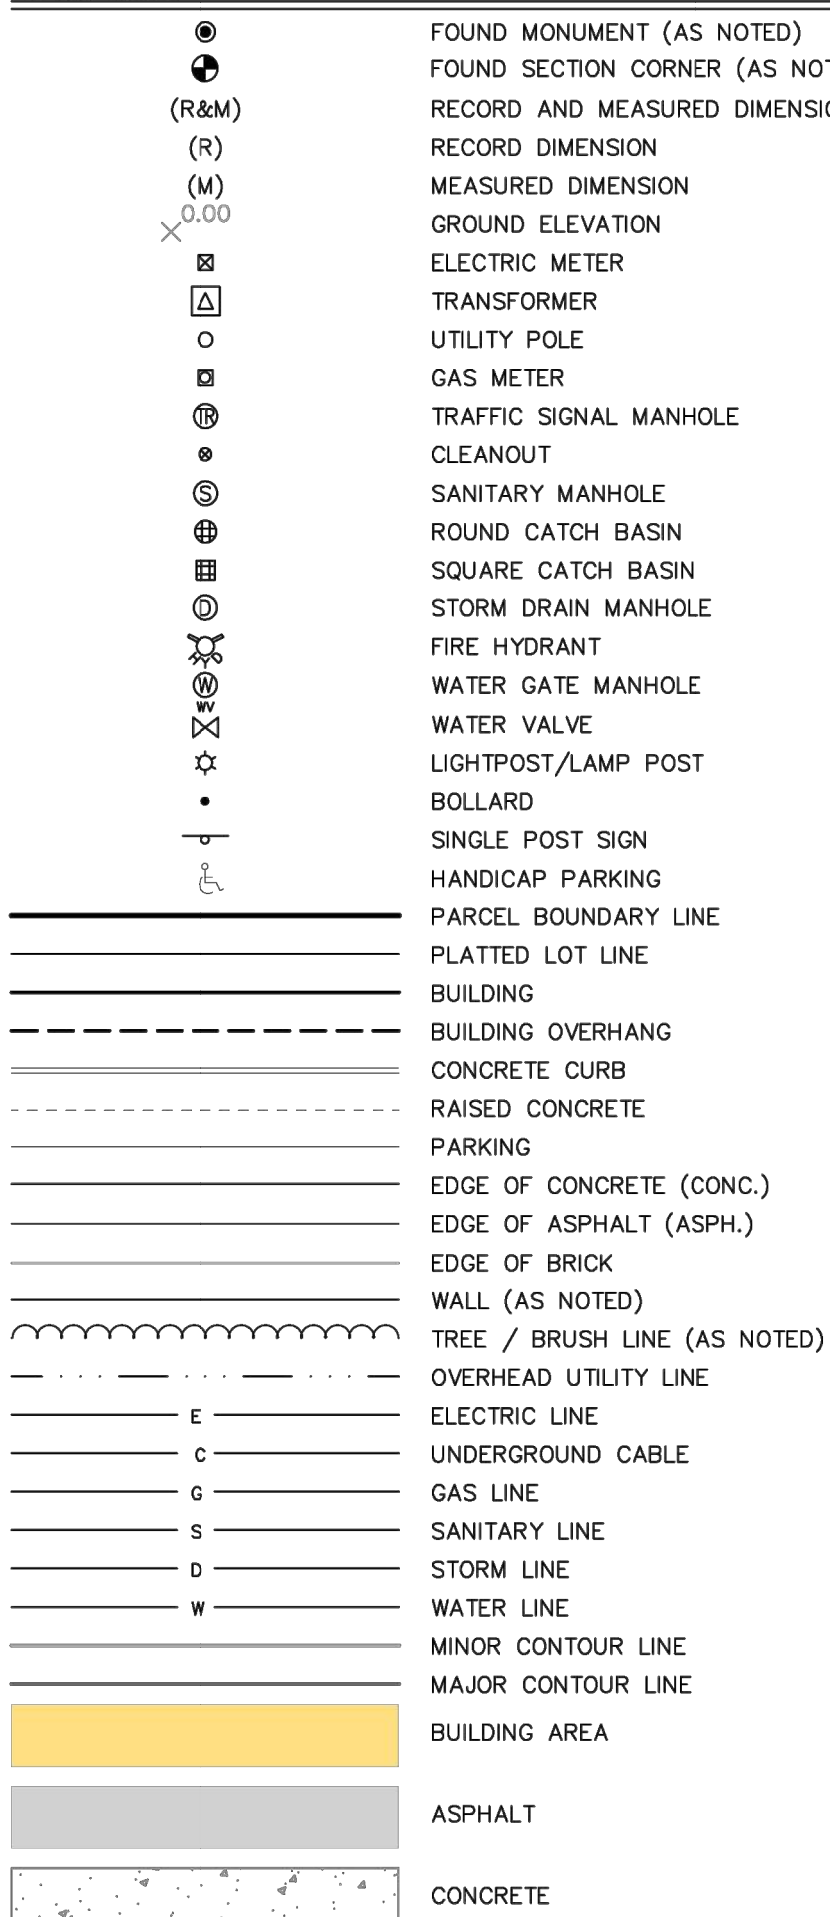 FOUND MONUMENT (AS NOTED)
FOUND SECTION CORNER (AS
(R&M) RECORD AND MEASURED
(R) RECORD DIMENSION
(M) MEASURED DIMENSION
0.00 GROUND ELEVATION
ELECTRIC METER
TRANSFORMER
UTILITY POLE
GAS METER
TR TRAFFIC SIGNAL MANHOLE
CLEANOUT
S SANITARY MANHOLE
ROUND CATCH BASIN
SQUARE CATCH BASIN
D STORM DRAIN MANHOLE
FIRE HYDRANT
W WATER GATE MANHOLE
WV WATER VALVE
LIGHTPOST/LAMP POST
BOLLARD
SINGLE POST SIGN
HANDICAP PARKING
PARCEL BOUNDARY LINE
PLATTED LOT LINE
BUILDING
BUILDING OVERHANG
CONCRETE CURB
RAISED CONCRETE
PARKING
EDGE OF CONCRETE (CONC.)
EDGE OF ASPHALT (ASPH.)
EDGE OF BRICK
WALL (AS NOTED)
TREE / BRUSH LINE (AS NOTED)
OVERHEAD UTILITY LINE
E ELECTRIC LINE
C UNDERGROUND CABLE
G GAS LINE
S SANITARY LINE
D STORM LINE
W WATER LINE
MINOR CONTOUR LINE
MAJOR CONTOUR LINE
BUILDING AREA
ASPHALT
CONCRETE